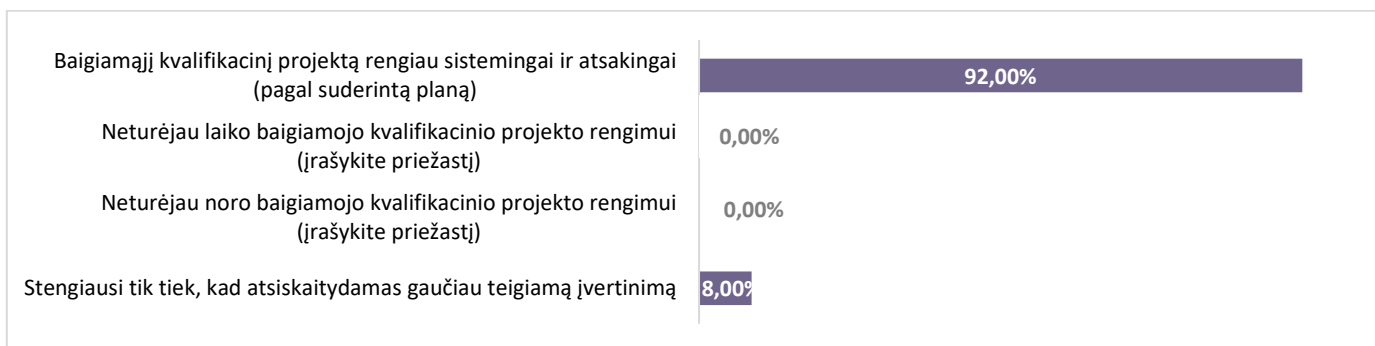 Baigiamąjį kvalifikacinį projektą rengiau sistemingai ir atsakingai
(pagal suderintą planą)
92,00%
Neturėjau laiko baigiamojo kvalifikacinio projekto rengimui
(įrašykite priežastį)
0,00%
Neturėjau noro baigiamojo kvalifikacinio projekto rengimui
(įrašykite priežastį)
0,00%
Stengiausi tik tiek, kad atsiskaitydamas gaučiau teigiamą įvertinimą
8,00%